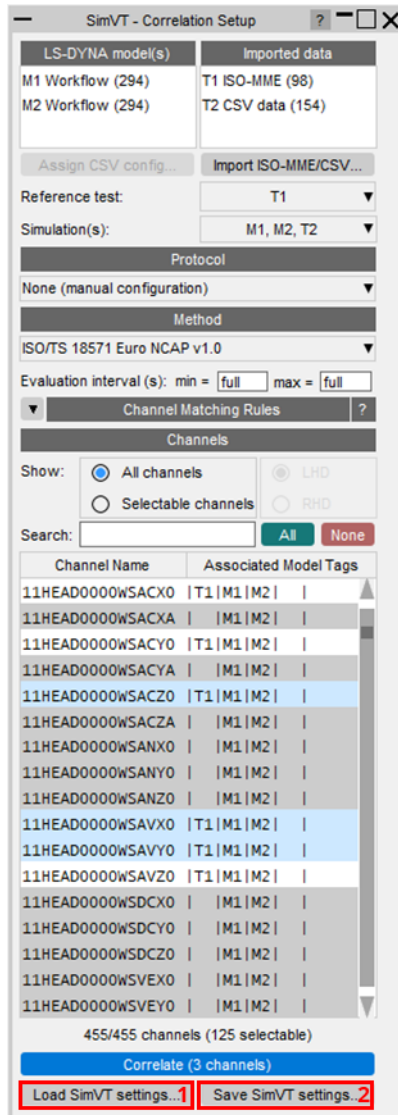 SimVT - Correlation Setup ?
LS-DYNA model(s) Imported data
M1 Workflow (294) T1 ISO-MME (98)
M2 Workflow (294) T2 CSV data (154)
Assign CSV config... Import ISO-MME/CSV...
Reference test: T1
Simulation(s): M1, M2, T2
Protocol
None (manual configuration)
Method
ISO/TS 18571 Euro NCAP v1.0
Evaluation interval (s): min = full max = full
Channel Matching Rules ?
Channels
Show: All channels LHD
Selectable channels RHD
Search: All None
Channel Name Associated Model Tags
11HEAD0000WSACX0 |T1|M1|M2| |
11HEAD0000WSACXA | |M1|M2| |
11HEAD0000WSACY0 |T1|M1|M2| |
11HEAD0000WSACYA | |M1|M2| |
11HEAD0000WSACZ0 |T1|M1|M2| |
11HEAD0000WSACZA | |M1|M2| |
11HEAD0000WSANX0 | |M1|M2| |
11HEAD0000WSANY0 | |M1|M2| |
11HEAD0000WSANZ0 | |M1|M2| |
11HEAD0000WSAVX0 |T1|M1|M2| |
11HEAD0000WSAVY0 |T1|M1|M2| |
11HEAD0000WSAVZ0 |T1|M1|M2| |
11HEAD0000WSDCX0 | |M1|M2| |
11HEAD0000WSDCY0 | |M1|M2| |
11HEAD0000WSDCZ0 | |M1|M2| |
11HEAD0000WSVEX0 | |M1|M2| |
11HEAD0000WSVEY0 | |M1|M2| |
455/455 channels (125 selectable)
Correlate (3 channels)
Load SimVT settings...1 Save SimVT settings...2